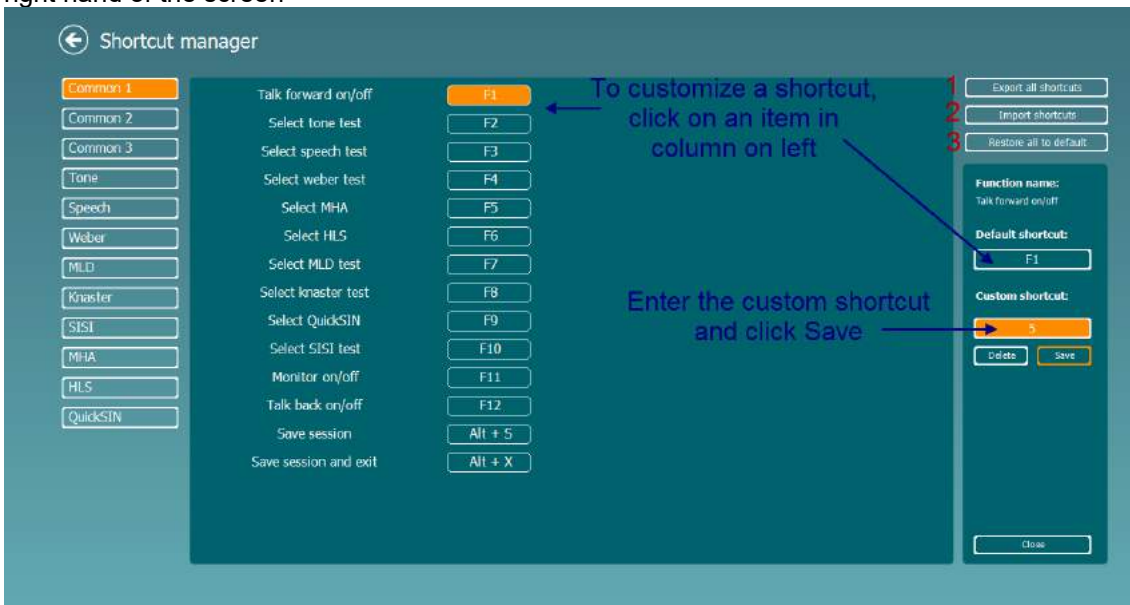 right hand of the screen
Shortcut manager
Common 1
Common 2
Common 3
Tone
Speech
Weber
MLD
Knaster
SISI
MHA
HLS
QuickSIN
Talk forward on/off F1
Select tone test F2
Select speech test F3
Select weber test F4
Select MHA F5
Select HLS F6
Select MLD test F7
Select knaster test F8
Select QuickSIN F9
Select SISI test F10
Monitor on/off F11
Talk back on/off F12
Save session Alt + S
Save session and exit Alt + X
To customize a shortcut,
click on an item in
column on left
Enter the custom shortcut
and click Save
1 Export all shortcuts
2 Import shortcuts
3 Restore all to default
Function name:
Talk forward on/off
Default shortcut:
F1
Custom shortcut:
5
Delete Save
Close